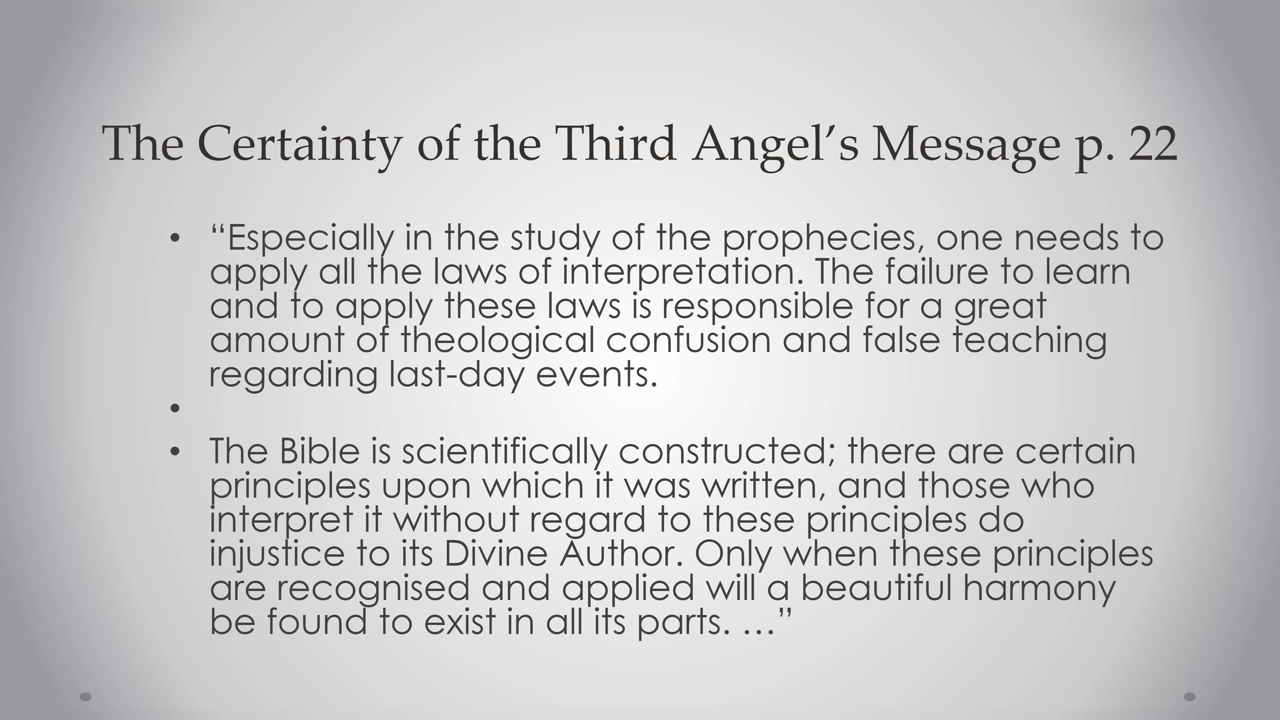 The Certainty of the Third Angel’s Message p. 22
• “Especially in the study of the prophecies, one needs to
apply all the laws of interpretation. The failure to learn
and to apply these laws is responsible for a great
amount of theological confusion and false teaching
regarding last-day events.
•
• The Bible is scientifically constructed; there are certain
principles upon which it was written, and those who
interpret it without regard to these principles do
injustice to its Divine Author. Only when these principles
are recognised and applied will a beautiful harmony
be found to exist in all its parts. …”